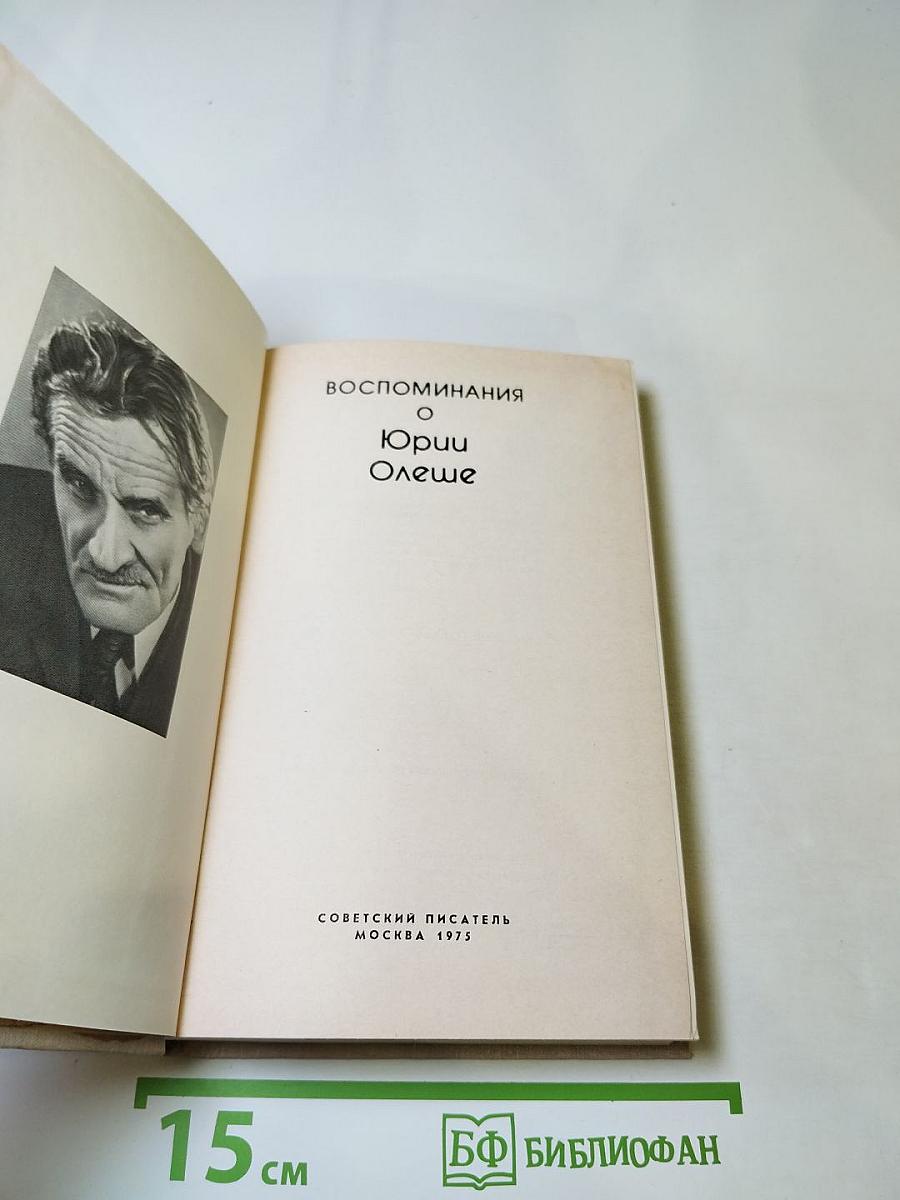 ВОСПОМИНАНИЯ
О
Юрии
Олеше
СОВЕТСКИЙ ПИСАТЕЛЬ
МОСКВА 1975
15 см
БФ БИБЛИОФАН